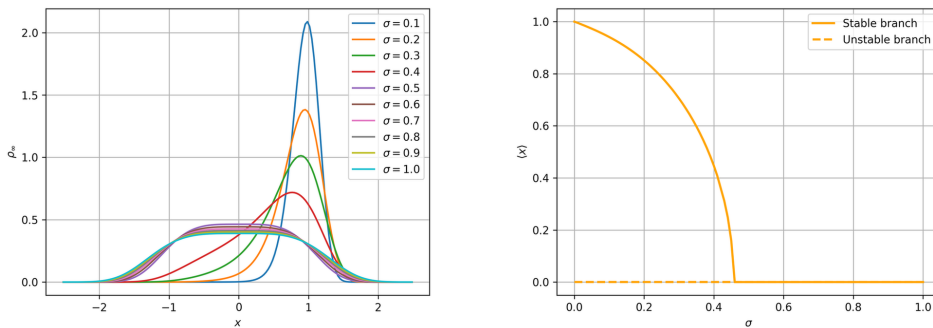 2.0
1.5
1.0
0.5
0.0
ρ∞
−2
−1
0
1
2
x
σ = 0.1
σ = 0.2
σ = 0.3
σ = 0.4
σ = 0.5
σ = 0.6
σ = 0.7
σ = 0.8
σ = 0.9
σ = 1.0
1.0
0.8
0.6
0.4
0.2
0.0
⟨x⟩
0.0
0.2
0.4
0.6
0.8
1.0
σ
Stable branch
Unstable branch